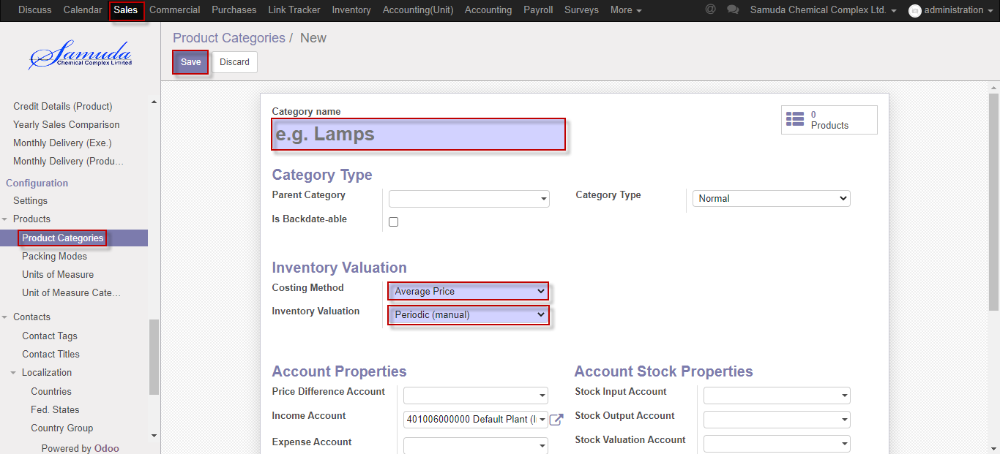 Discuss Calendar Sales Commercial Purchases Link Tracker Inventory Accounting(Unit) Accounting Payroll Surveys More @ Samuda Chemical Complex Ltd. administration
Samuda
Chemical Complex Limited
Credit Details (Product)
Yearly Sales Comparison
Monthly Delivery (Exe.)
Monthly Delivery (Produ...
Configuration
Settings
Products
Product Categories
Packing Modes
Units of Measure
Unit of Measure Cate...
Contacts
Contact Tags
Contact Titles
Localization
Countries
Fed. States
Country Group
Powered by Odoo
Product Categories / New
Save Discard
Category name
e.g. Lamps
0
Products
Category Type
Parent Category
Category Type Normal
Is Backdate-able
Inventory Valuation
Costing Method Average Price
Inventory Valuation Periodic (manual)
Account Properties
Price Difference Account
Income Account 401006000000 Default Plant (I
Expense Account
Account Stock Properties
Stock Input Account
Stock Output Account
Stock Valuation Account